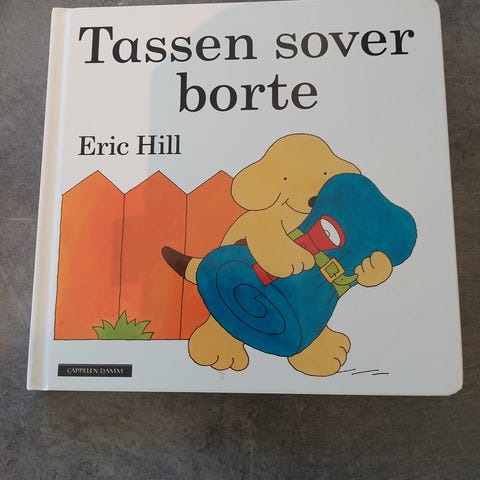 Tassen sover
borte
Eric Hill
CAPPELEN DAMM